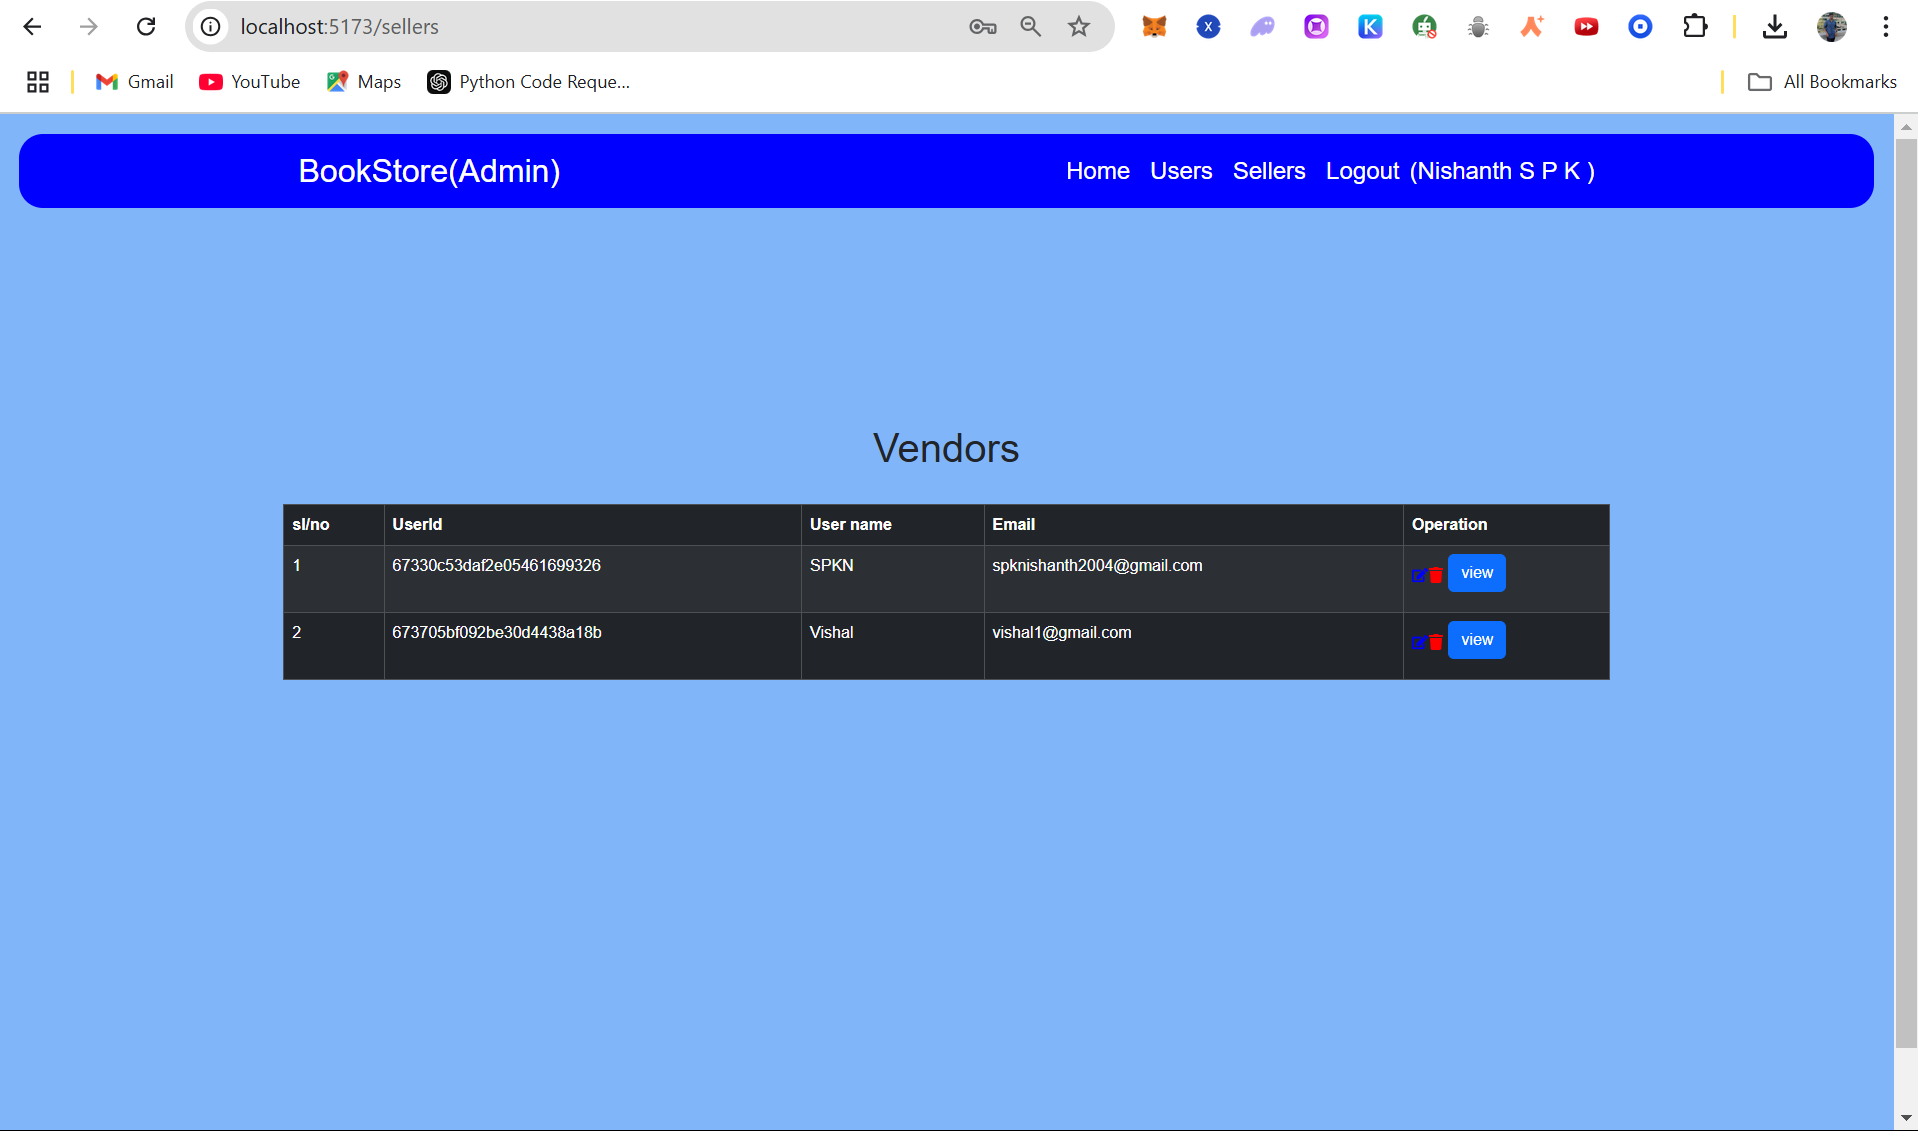 localhost:5173/sellers
Gmail YouTube Maps Python Code Reque... All Bookmarks
BookStore(Admin) Home Users Sellers Logout (Nishanth S P K )
Vendors
sl/no UserId User name Email Operation
1 67330c53daf2e05461699326 SPKN spknishanth2004@gmail.com view
2 673705bf092be30d4438a18b Vishal vishal1@gmail.com view